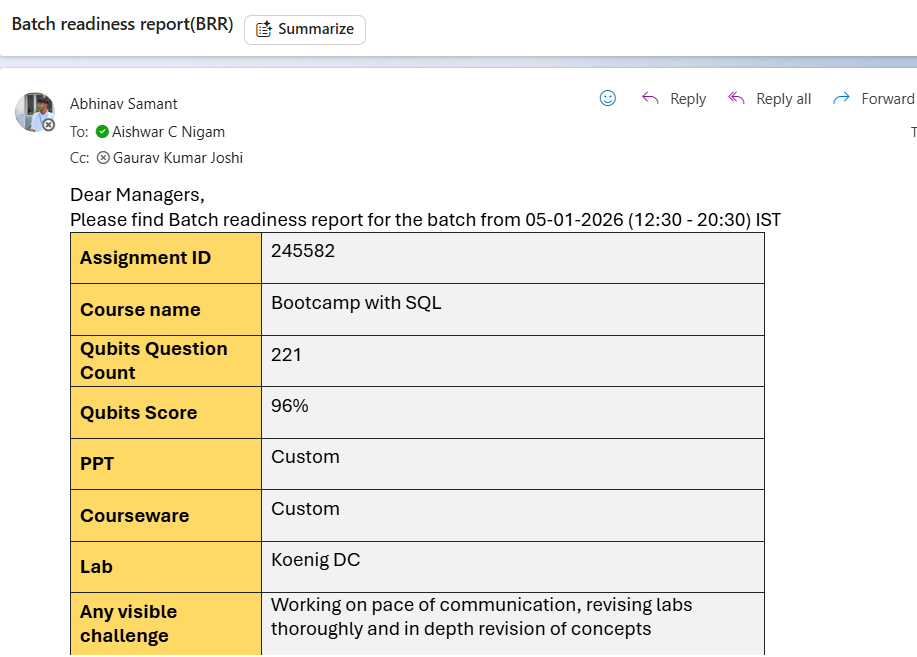 Batch readiness report(BRR)
Summarize
Abhinav Samant
Reply
Reply all
Forward
To: Aishwar C Nigam
T
Cc: Gaurav Kumar Joshi
Dear Managers,
Please find Batch readiness report for the batch from 05-01-2026 (12:30 - 20:30) IST
Assignment ID 245582
Course name Bootcamp with SQL
Qubits Question
Count
221
Qubits Score 96%
PPT Custom
Courseware Custom
Lab Koenig DC
Any visible
challenge
Working on pace of communication, revising labs
thoroughly and in depth revision of concepts